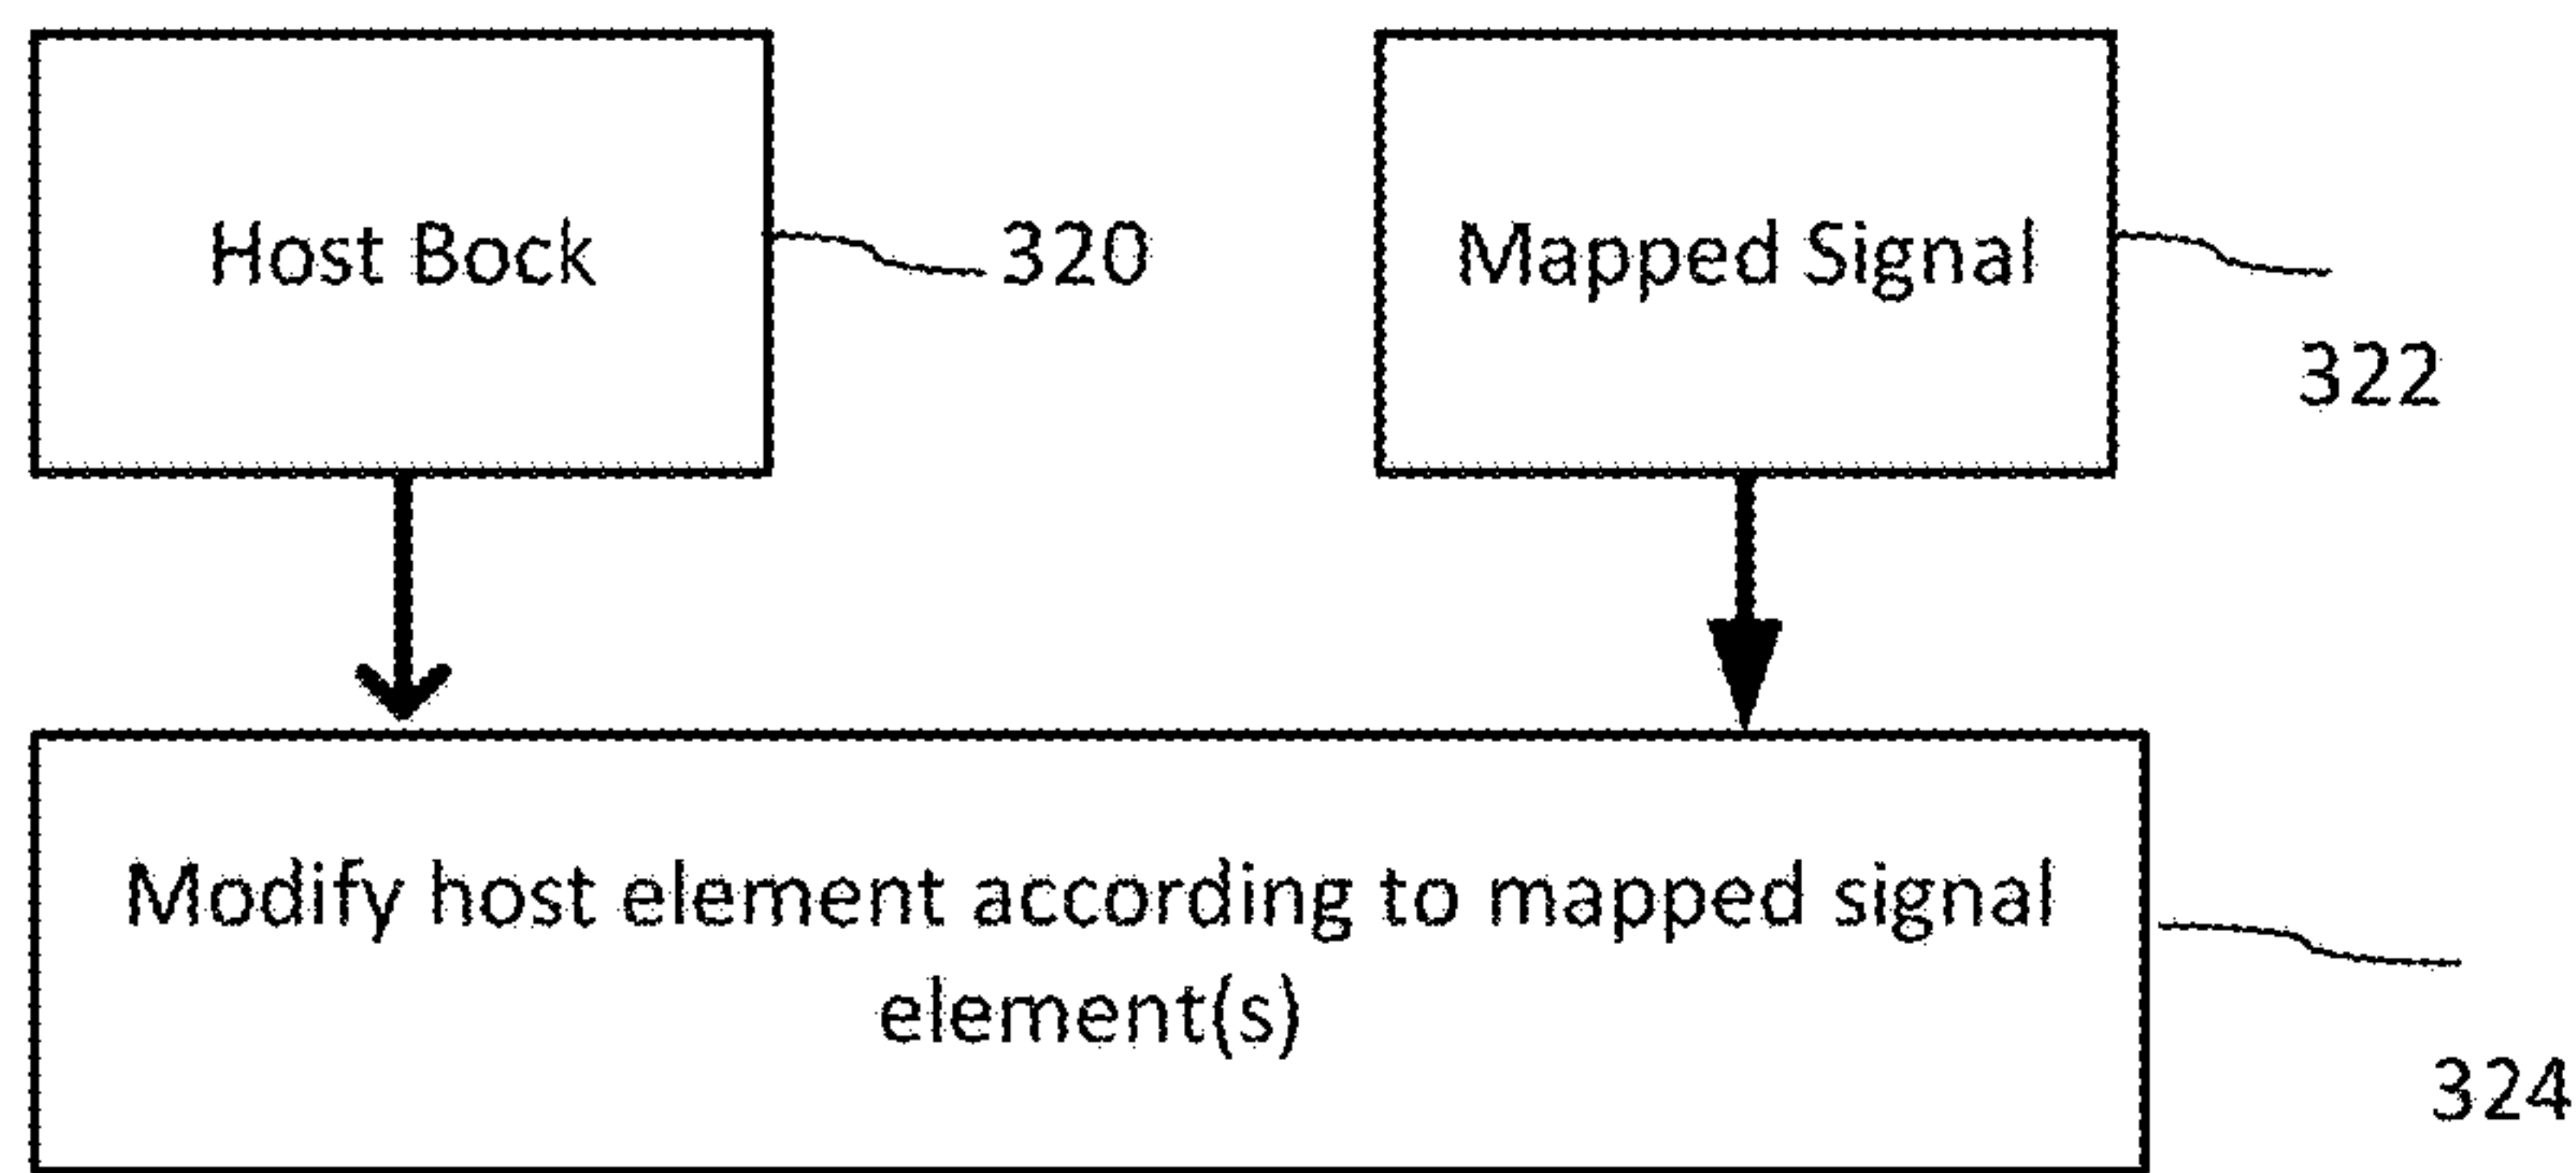 Host Bock
320
Mapped Signal
322
Modify host element according to mapped signal
element(s)
324